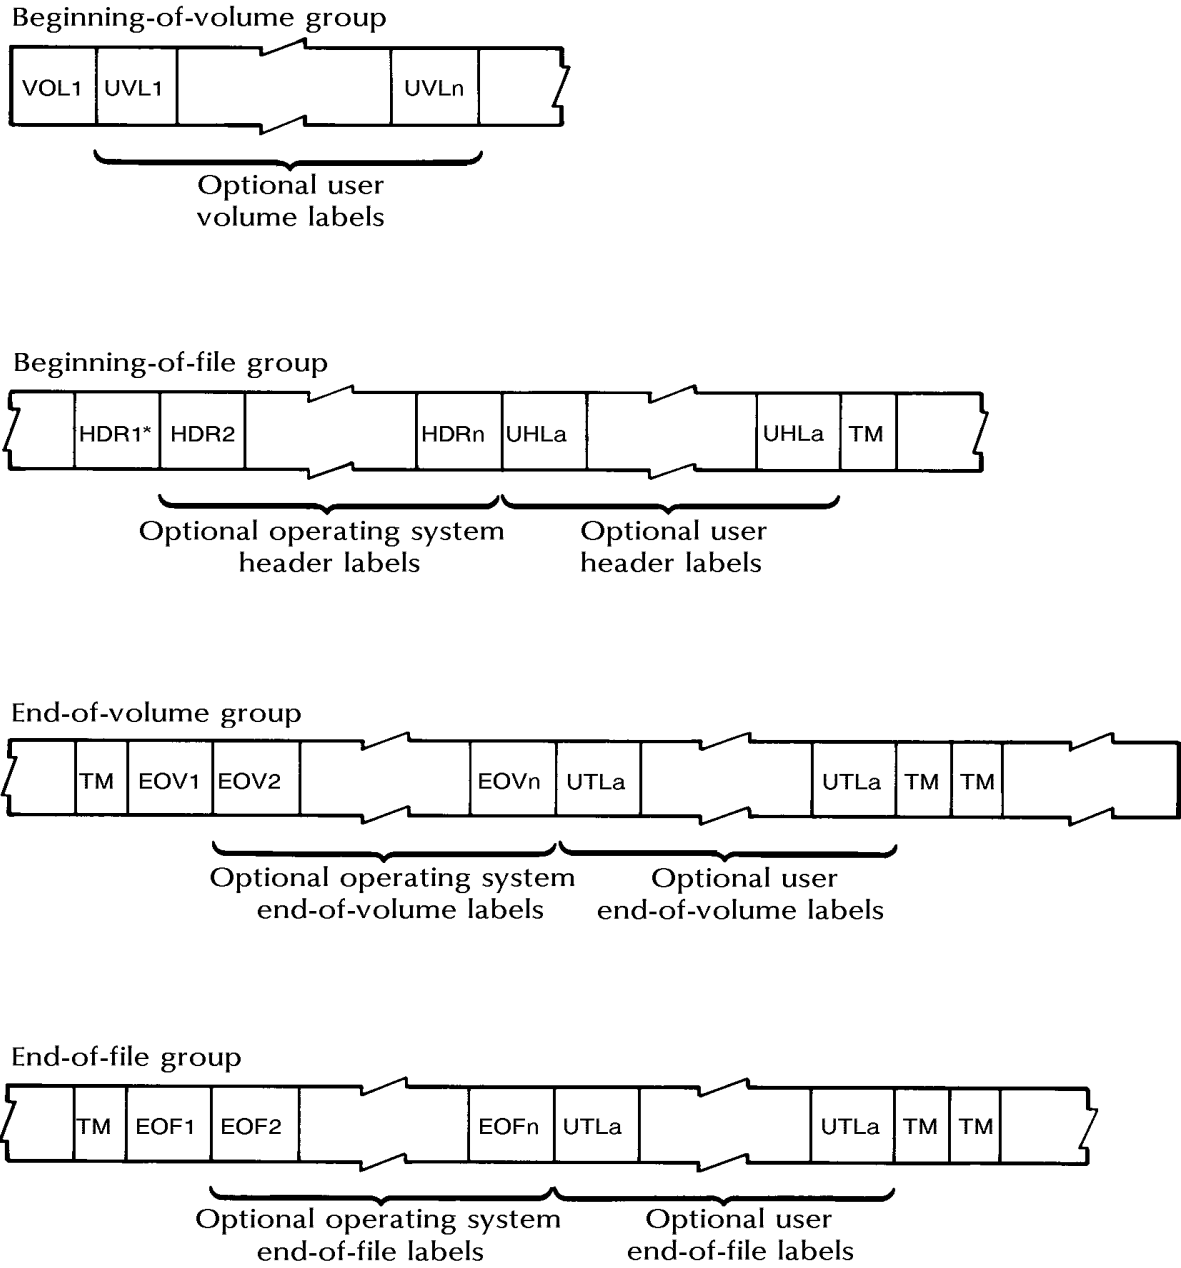 Beginning-of-volume group
VOL1 UVL1 UVLn
Optional user
volume labels
Beginning-of-file group
HDR1* HDR2 HDRn UHLa UHLa TM
Optional operating system
header labels
Optional user
header labels
End-of-volume group
TM EOV1 EOV2 EOVn UTLa UTLa TM TM
Optional operating system
end-of-volume labels
Optional user
end-of-volume labels
End-of-file group
TM EOF1 EOF2 EOFn UTLa UTLa TM TM
Optional operating system
end-of-file labels
Optional user
end-of-file labels